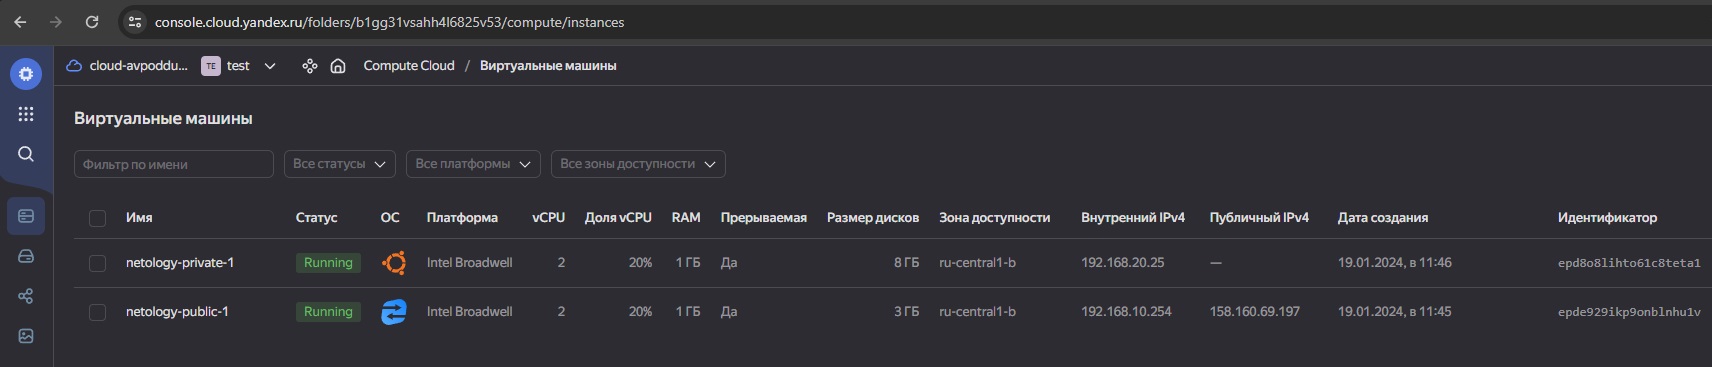 console.cloud.yandex.ru/folders/b1gg31vsahh4l6825v53/compute/instances
cloud-avpoddu... TE test Compute Cloud / Виртуальные машины
Виртуальные машины
Фильтр по имени Все статусы Все платформы Все зоны доступности
Имя Статус ОС Платформа vCPU Доля vCPU RAM Прерываемая Размер дисков Зона доступности Внутренний IPv4 Публичный IPv4 Дата создания Идентификатор
netology-private-1 Running Intel Broadwell 2 20% 1 ГБ Да 8 ГБ ru-central1-b 192.168.20.25 — 19.01.2024, в 11:46 epd8o8lihto61c8teta1
netology-public-1 Running Intel Broadwell 2 20% 1 ГБ Да 3 ГБ ru-central1-b 192.168.10.254 158.160.69.197 19.01.2024, в 11:45 epde929ikp9onblnhu1v